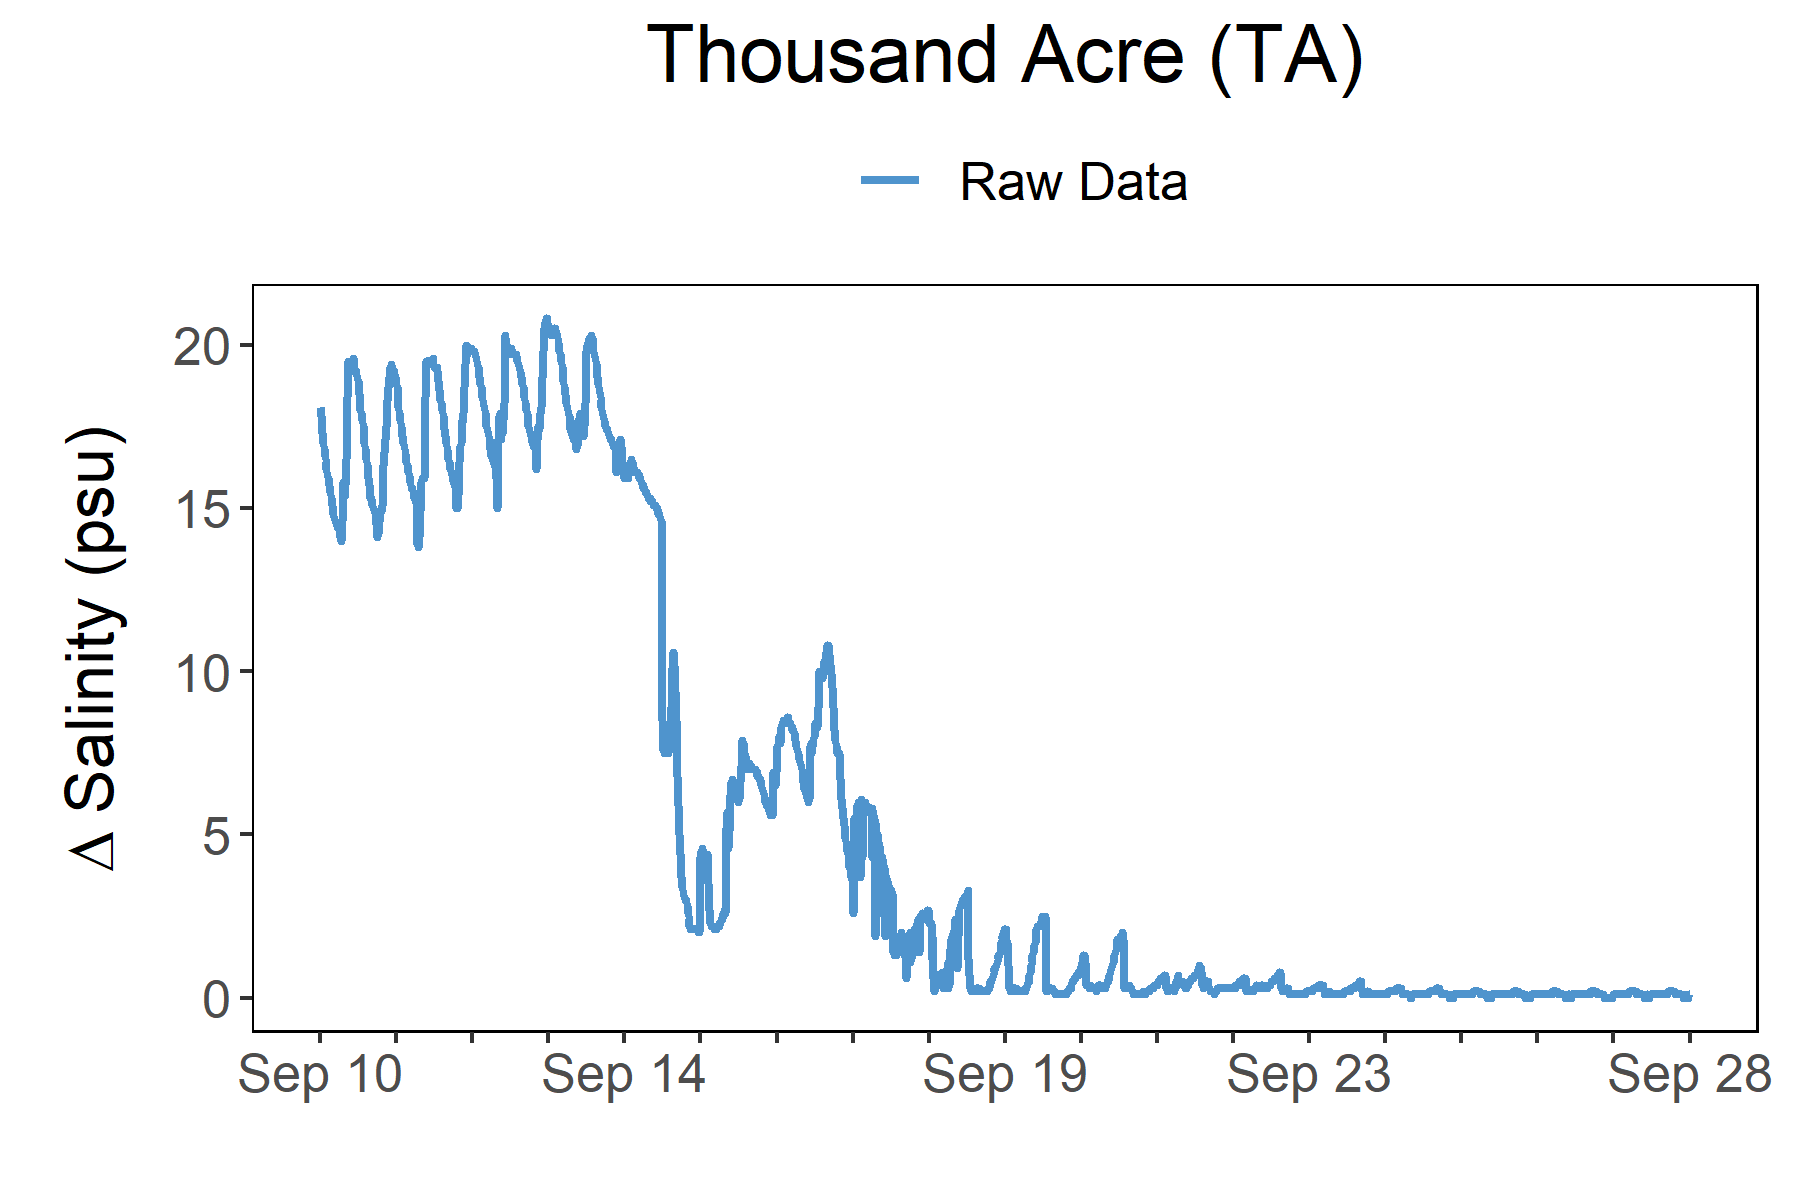 Thousand Acre (TA)
Raw Data
Δ Salinity (psu)
20
15
10
5
0
Sep 10 Sep 14 Sep 19 Sep 23 Sep 28